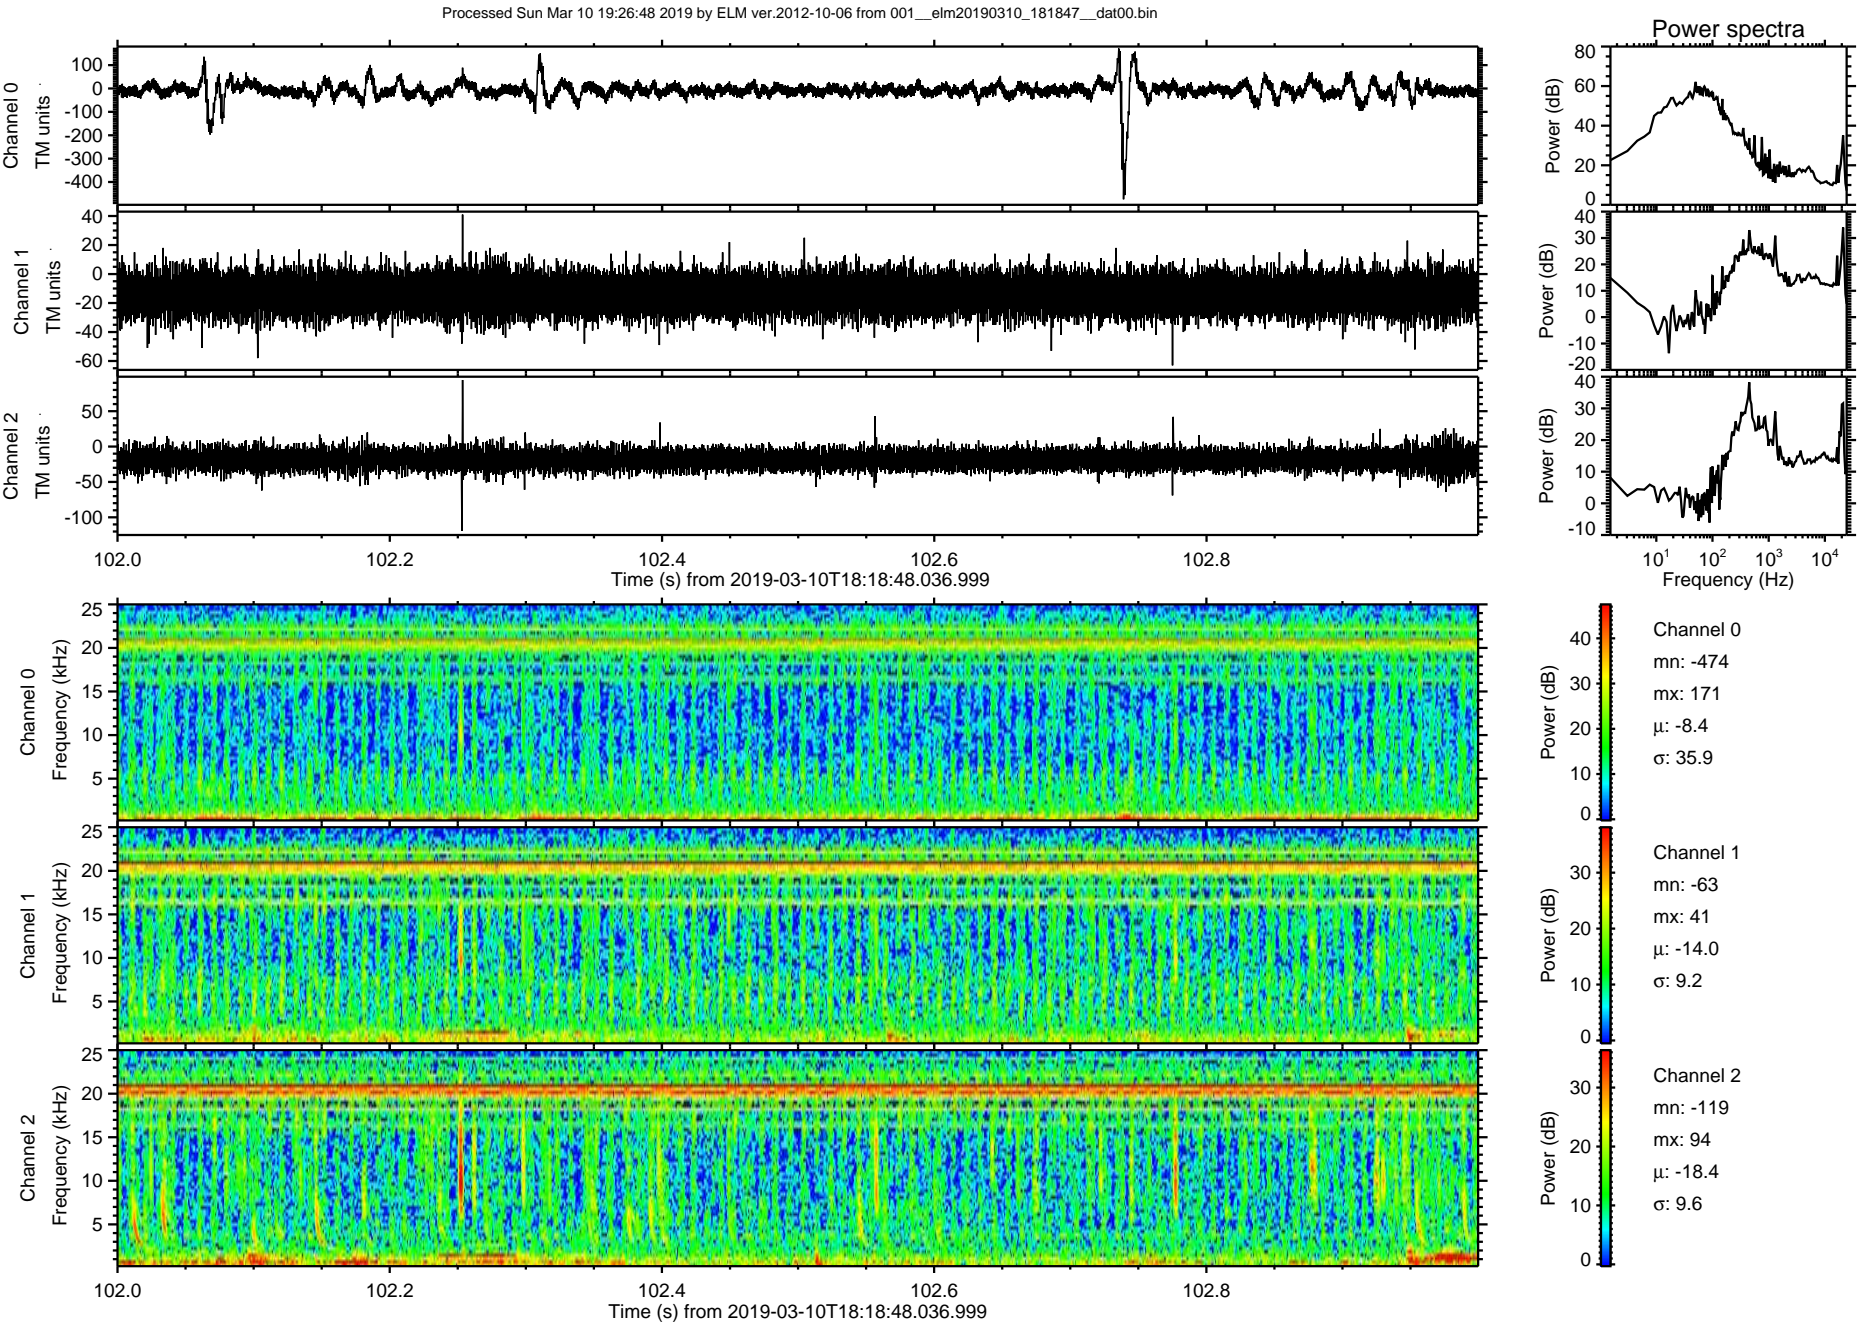 Processed Sun Mar 10 19:26:48 2019 by ELM ver.2012-10-06 from 001__elm20190310_181847__dat00.bin
Power spectra
Channel 0
TM units
100
0
-100
-200
-300
-400
Power (dB)
80
60
40
20
0
Channel 1
TM units
40
20
0
-20
-40
-60
Power (dB)
40
30
20
10
0
-10
-20
Channel 2
TM units
50
0
-50
-100
Power (dB)
40
30
20
10
0
-10
102.0 102.2 102.4 102.6 102.8
Time (s) from 2019-03-10T18:18:48.036.999
10¹ 10² 10³ 10⁴
Frequency (Hz)
Channel 0
Frequency (kHz)
25
20
15
10
5
Power (dB)
40
30
20
10
0
Channel 0
mn: -474
mx: 171
μ: -8.4
σ: 35.9
Channel 1
Frequency (kHz)
25
20
15
10
5
Power (dB)
30
20
10
0
Channel 1
mn: -63
mx: 41
μ: -14.0
σ: 9.2
Channel 2
Frequency (kHz)
25
20
15
10
5
Power (dB)
30
20
10
0
Channel 2
mn: -119
mx: 94
μ: -18.4
σ: 9.6
102.0 102.2 102.4 102.6 102.8
Time (s) from 2019-03-10T18:18:48.036.999